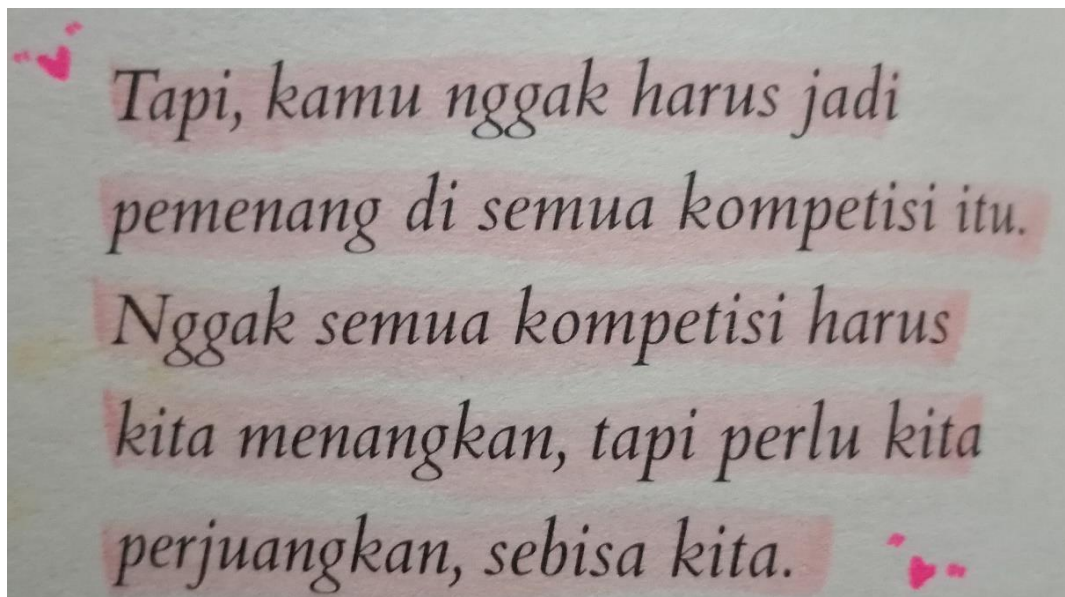 Tapi, kamu nggak harus jadi
pemenang di semua kompetisi itu.
Nggak semua kompetisi harus
kita menangkan, tapi perlu kita
perjuangkan, sebisa kita.